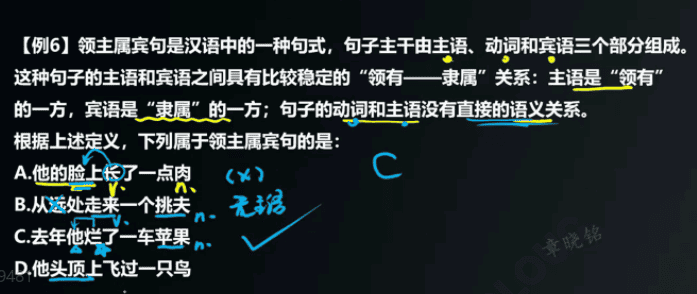 【例6】领主属宾句是汉语中的一种句式，句子主干由主语、动词和宾语三个部分组成。
这种句子的主语和宾语之间具有比较稳定的“领有——隶属”关系：主语是“领有”
的一方，宾语是“隶属”的一方；句子的动词和主语没有直接的语义关系。
根据上述定义，下列属于领主属宾句的是：
C
A.他的脸上长了一点肉 (×)
v. n.
B.从远处走来一个挑夫 n. 无主语
v.
C.去年他烂了一车苹果 n.
D.他头顶上飞过一只鸟
章晓铭